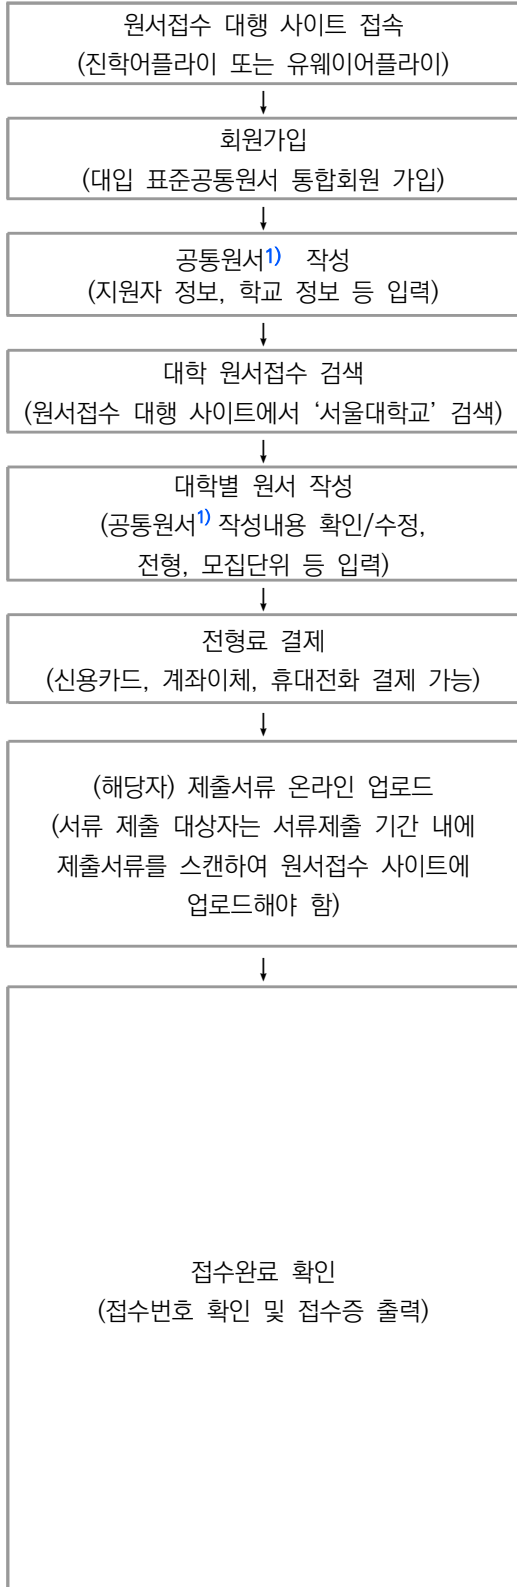 원서접수 대행 사이트 접속
(진학어플라이 또는 유웨이어플라이)
↓
회원가입
(대입 표준공통원서 통합회원 가입)
↓
공통원서1) 작성
(지원자 정보, 학교 정보 등 입력)
↓
대학 원서접수 검색
(원서접수 대행 사이트에서 ‘서울대학교’ 검색)
↓
대학별 원서 작성
(공통원서1) 작성내용 확인/수정,
전형, 모집단위 등 입력)
↓
전형료 결제
(신용카드, 계좌이체, 휴대전화 결제 가능)
↓
(해당자) 제출서류 온라인 업로드
(서류 제출 대상자는 서류제출 기간 내에
제출서류를 스캔하여 원서접수 사이트에
업로드해야 함)
↓
접수완료 확인
(접수번호 확인 및 접수증 출력)